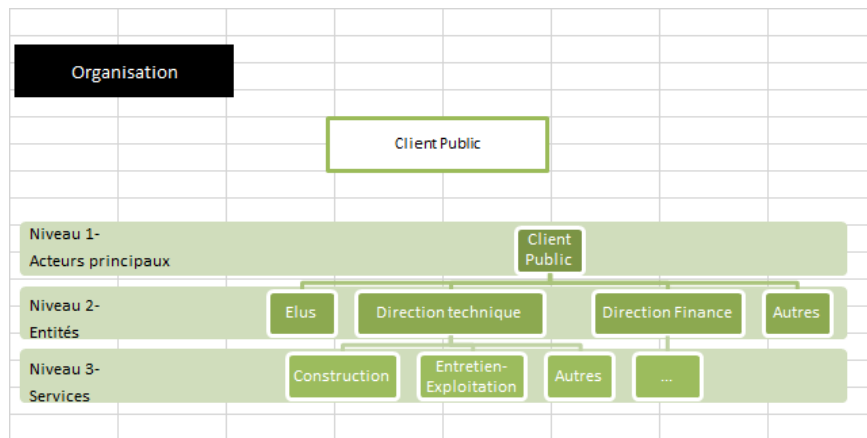 Organisation
Client Public
Niveau 1-
Acteurs principaux
Client
Public
Niveau 2-
Entités
Elus
Direction technique
Direction Finance
Autres
Niveau 3-
Services
Construction
Entretien-
Exploitation
Autres
...